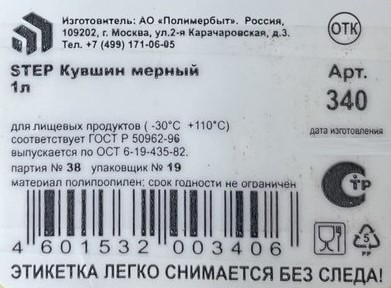 Изготовитель: АО «Полимербыт». Россия,
109202, г. Москва, ул.2-я Карачаровская, д.3.
Тел. +7 (499) 171-06-05
ОТК
STEP Кувшин мерный
1л
Арт.
340
для пищевых продуктов ( -30°С +110°С)
соответствует ГОСТ Р 50962-96
выпускается по ОСТ 6-19-435-82.
дата изготовления
партия № 38 упаковщик № 19
материал полипропилен; срок годности не ограничен
СТР
4 601532 003406
5
ЭТИКЕТКА ЛЕГКО СНИМАЕТСЯ БЕЗ СЛЕДА!